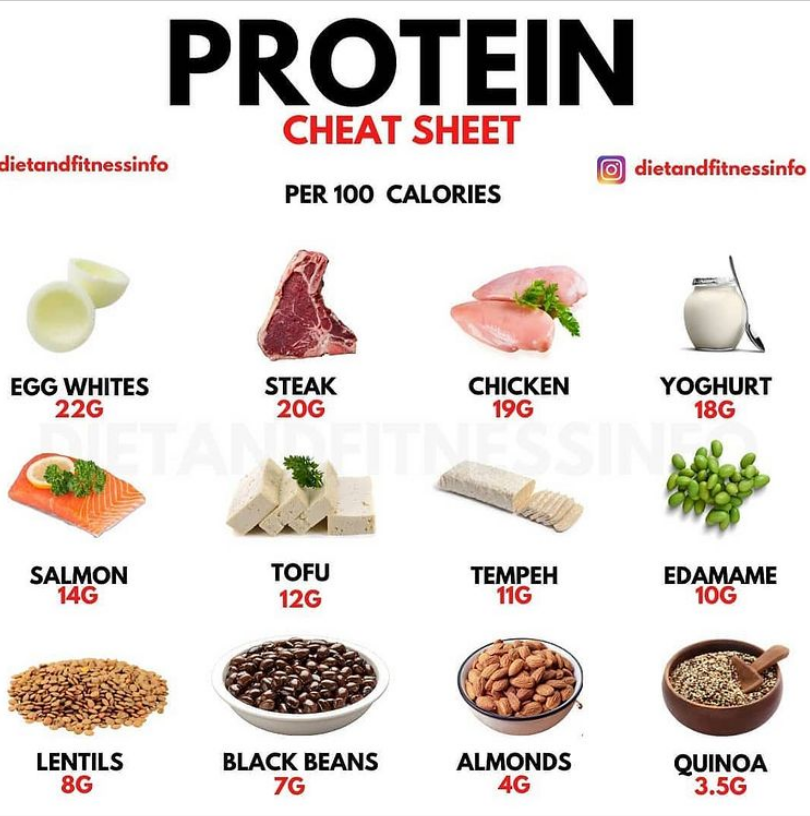 PROTEIN
CHEAT SHEET
dietandfitnessinfo
dietandfitnessinfo
PER 100 CALORIES
EGG WHITES
22G
STEAK
20G
CHICKEN
19G
YOGHURT
18G
DIETANDFITNESSINFO
SALMON
14G
TOFU
12G
TEMPEH
11G
EDAMAME
10G
LENTILS
8G
BLACK BEANS
7G
ALMONDS
4G
QUINOA
3.5G